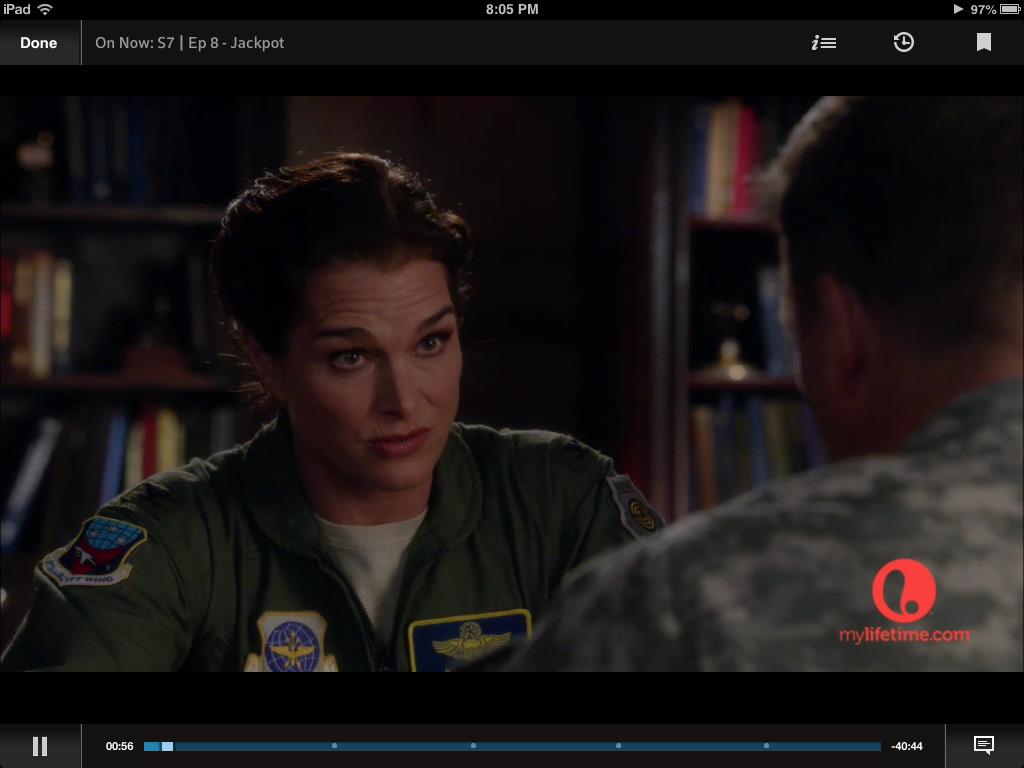 iPad
8:05 PM
97%
Done
On Now: S7 | Ep 8 - Jackpot
mylifetime.com
00:56
-40:44